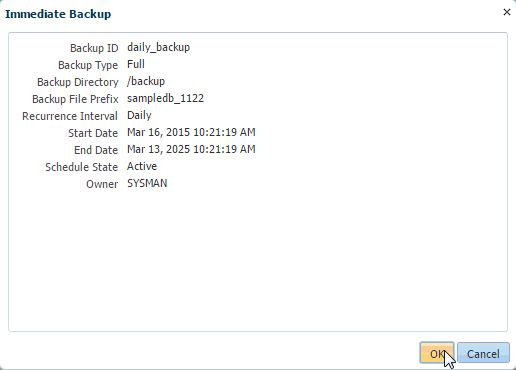 Immediate Backup
Backup ID daily_backup
Backup Type Full
Backup Directory /backup
Backup File Prefix sampledb_1122
Recurrence Interval Daily
Start Date Mar 16, 2015 10:21:19 AM
End Date Mar 13, 2025 10:21:19 AM
Schedule State Active
Owner SYSMAN
OK Cancel